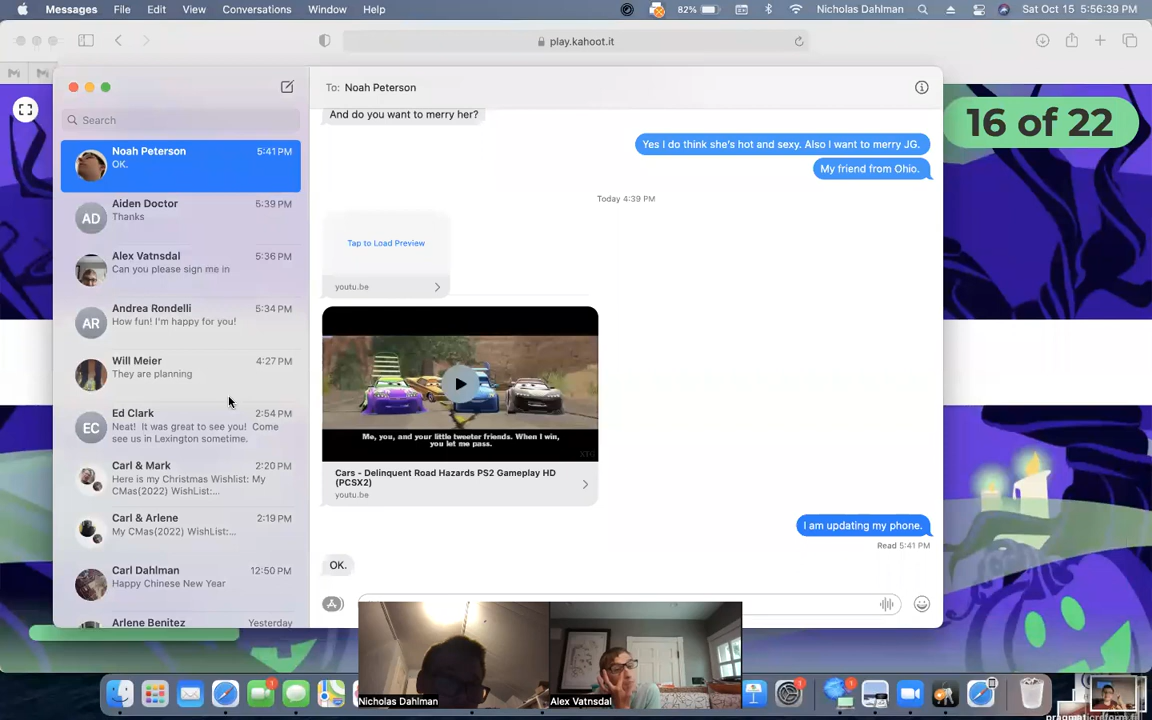 Messages File Edit View Conversations Window Help 82% Nicholas Dahlman Sat Oct 15 5:56:39 PM
play.kahoot.it
To: Noah Peterson
Search
16 of 22
Noah Peterson 5:41 PM
OK.
Aiden Doctor 5:39 PM
AD
Thanks
Alex Vatnsdal 5:36 PM
Can you please sign me in
Andrea Rondelli 5:34 PM
AR
How fun! I'm happy for you!
Will Meier 4:27 PM
They are planning
Ed Clark 2:54 PM
EC
Neat! It was great to see you! Come
see us in Lexington sometime.
Carl & Mark 2:20 PM
Here is my Christmas Wishlist: My
CMas(2022) WishList:...
Carl & Arlene 2:19 PM
My CMas(2022) WishList:...
Carl Dahlman 12:50 PM
Happy Chinese New Year
Arlene Benitez Yesterday
And do you want to merry her?
Yes I do think she's hot and sexy. Also I want to merry JG.
My friend from Ohio.
Today 4:39 PM
Tap to Load Preview
youtu.be
Me, you, and your little tweeter friends. When I win,
you let me pass.
Cars - Delinquent Road Hazards PS2 Gameplay HD
(PCSX2)
youtu.be
I am updating my phone.
Read 5:41 PM
OK.
Nicholas Dahlman
Alex Vatnsdal
1
1
1